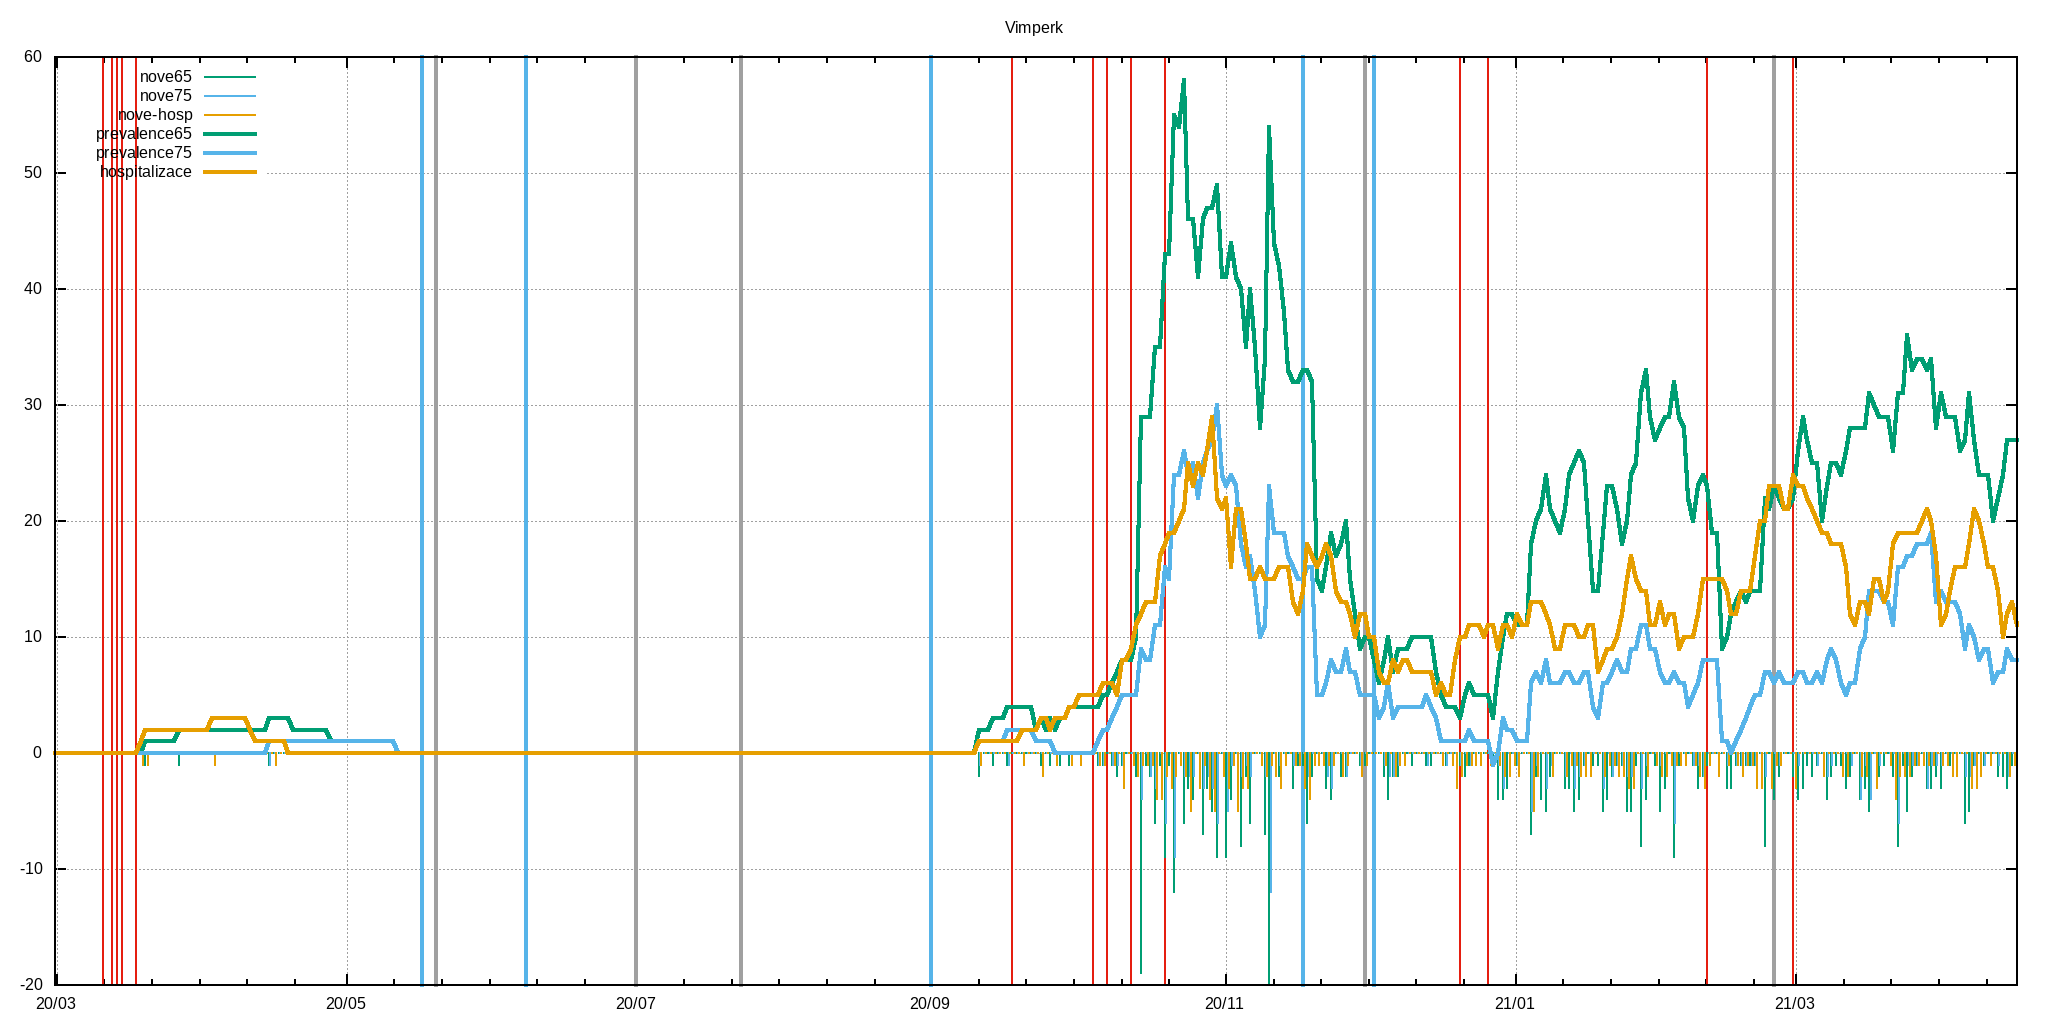 Vimperk
60
nove65
nove75
nove-hosp
prevalence65
prevalence75
hospitalizace
50
40
30
20
10
0
-10
-20
20/03 20/05 20/07 20/09 20/11 21/01 21/03